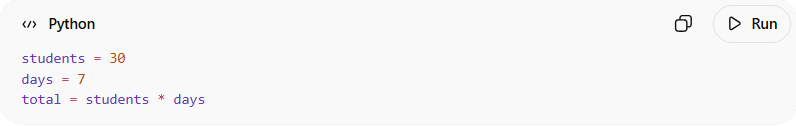 Python
Run
students = 30
days = 7
total = students * days